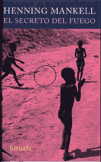 HENNING MANKELL
EL SECRETO DEL FUEGO
Siruela